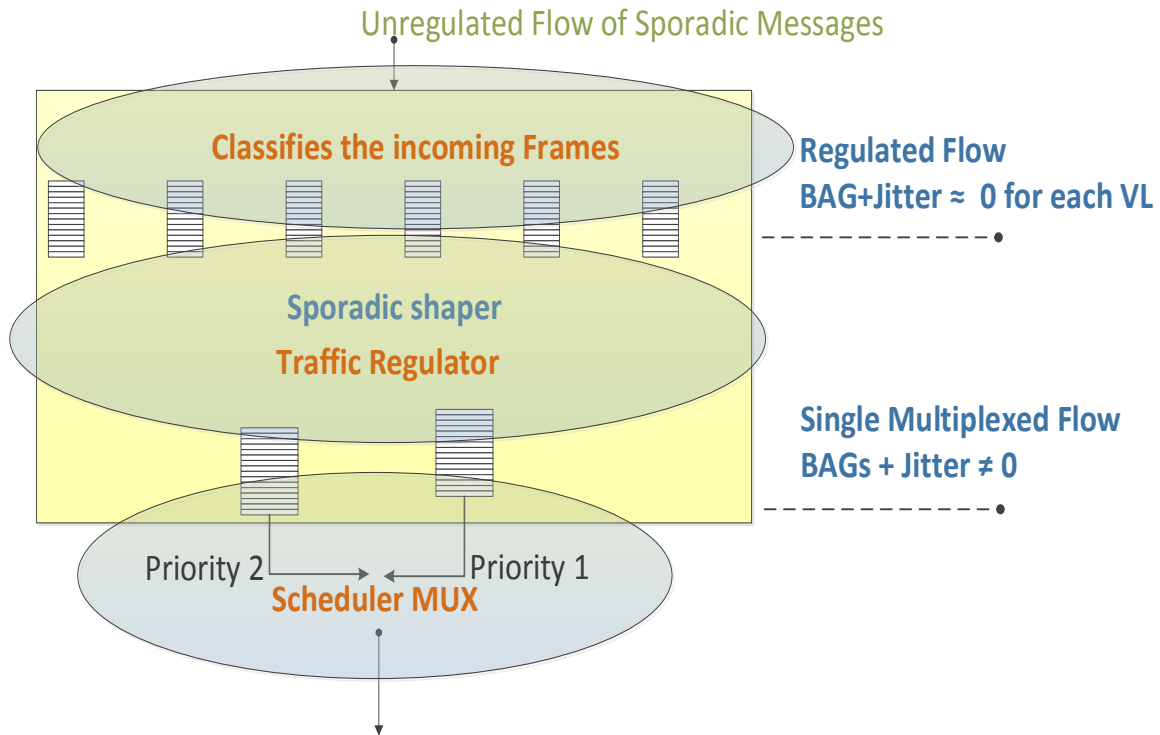 Unregulated Flow of Sporadic Messages
Classifies the incoming Frames
Regulated Flow
BAG+Jitter ≈ 0 for each VL
Sporadic shaper
Traffic Regulator
Single Multiplexed Flow
BAGs + Jitter ≠ 0
Priority 2
Priority 1
Scheduler MUX